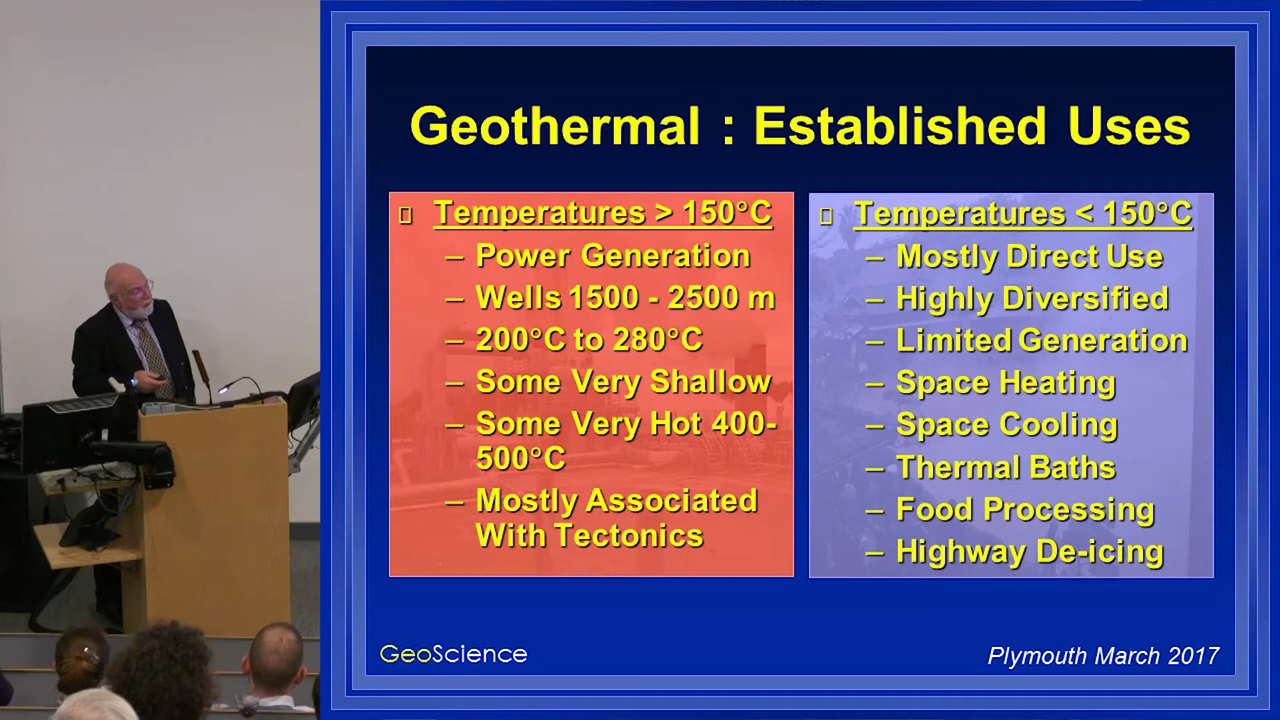 Geothermal : Established Uses
Temperatures > 150°C
– Power Generation
– Wells 1500 - 2500 m
– 200°C to 280°C
– Some Very Shallow
– Some Very Hot 400-
500°C
– Mostly Associated
With Tectonics
Temperatures < 150°C
– Mostly Direct Use
– Highly Diversified
– Limited Generation
– Space Heating
– Space Cooling
– Thermal Baths
– Food Processing
– Highway De-icing
GeoScience
Plymouth March 2017